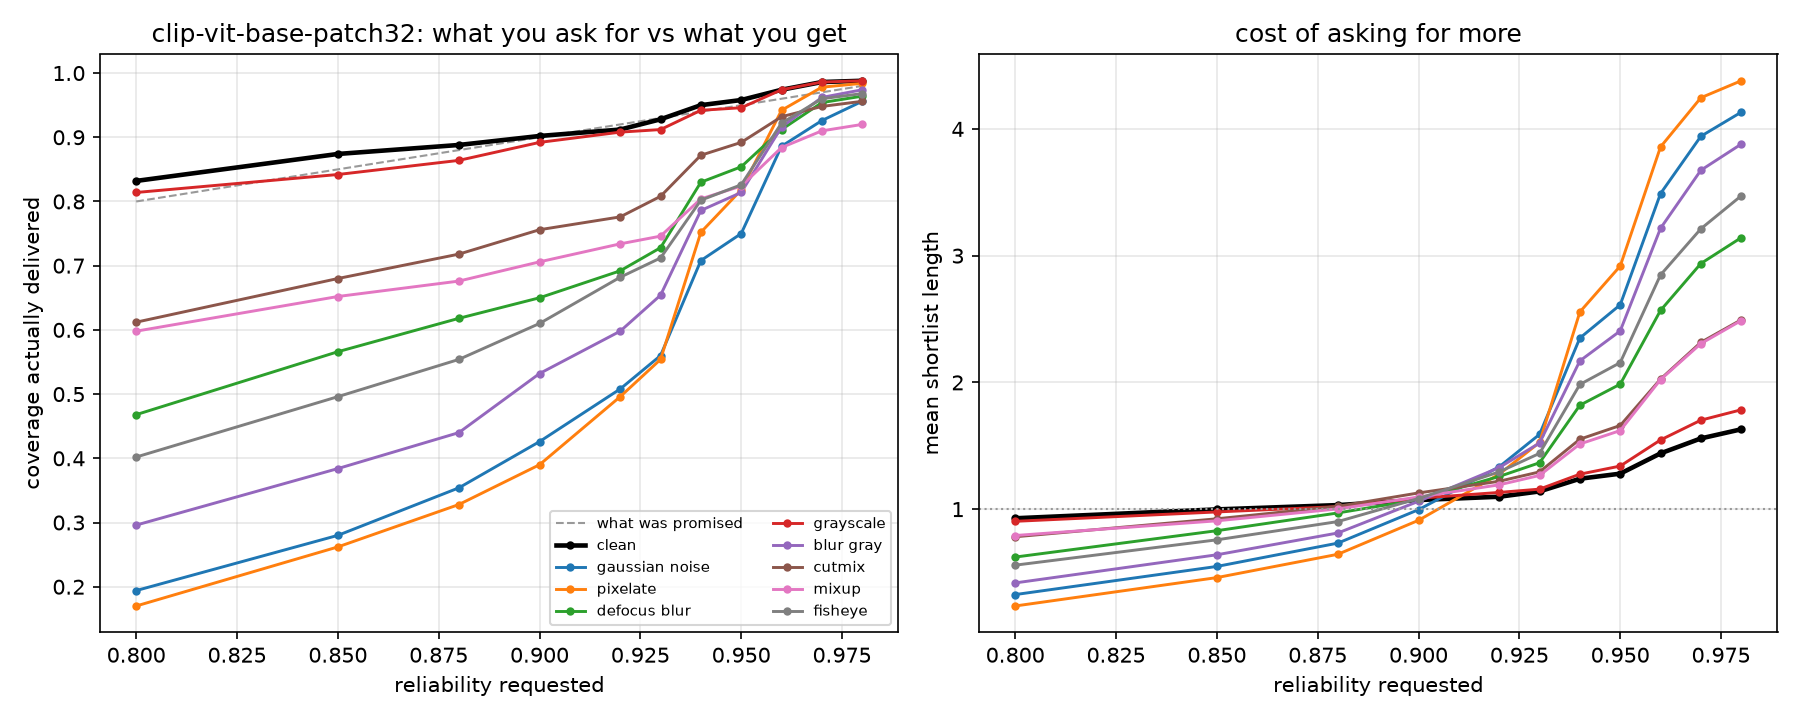 clip-vit-base-patch32: what you ask for vs what you get
coverage actually delivered
1.0
0.9
0.8
0.7
0.6
0.5
0.4
0.3
0.2
what was promised
clean
gaussian noise
pixelate
defocus blur
grayscale
blur gray
cutmix
mixup
fisheye
0.800 0.825 0.850 0.875 0.900 0.925 0.950 0.975
reliability requested
cost of asking for more
mean shortlist length
4
3
2
1
0.800 0.825 0.850 0.875 0.900 0.925 0.950 0.975
reliability requested